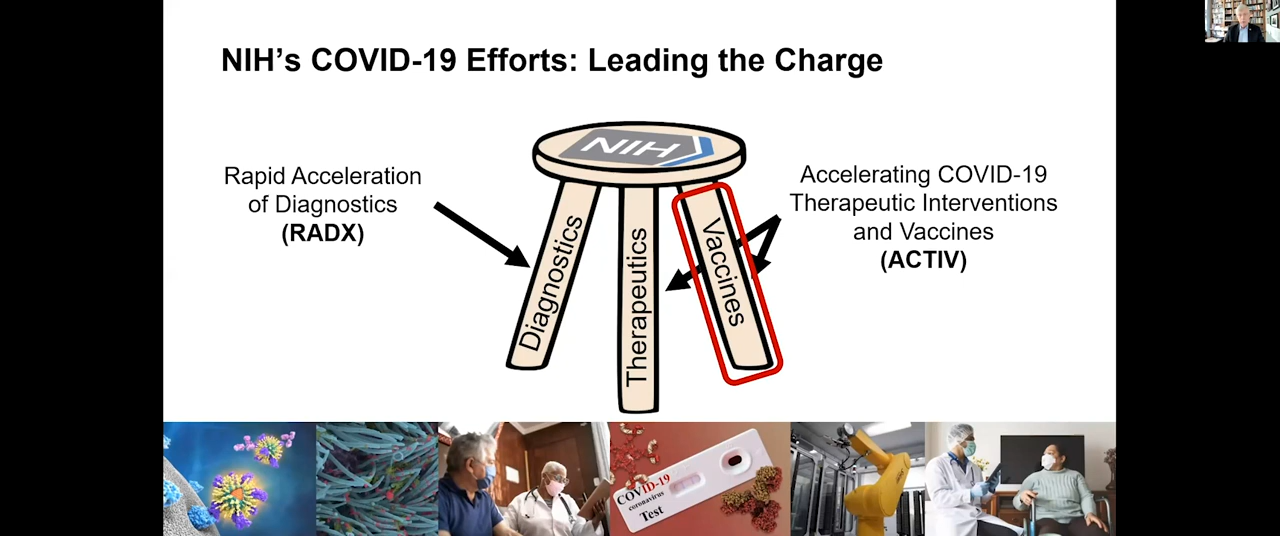 NIH's COVID-19 Efforts: Leading the Charge
NIH
Rapid Acceleration
of Diagnostics
(RADX)
Diagnostics
Therapeutics
Vaccines
Accelerating COVID-19
Therapeutic Interventions
and Vaccines
(ACTIV)
COVID-19
coronavirus
Test